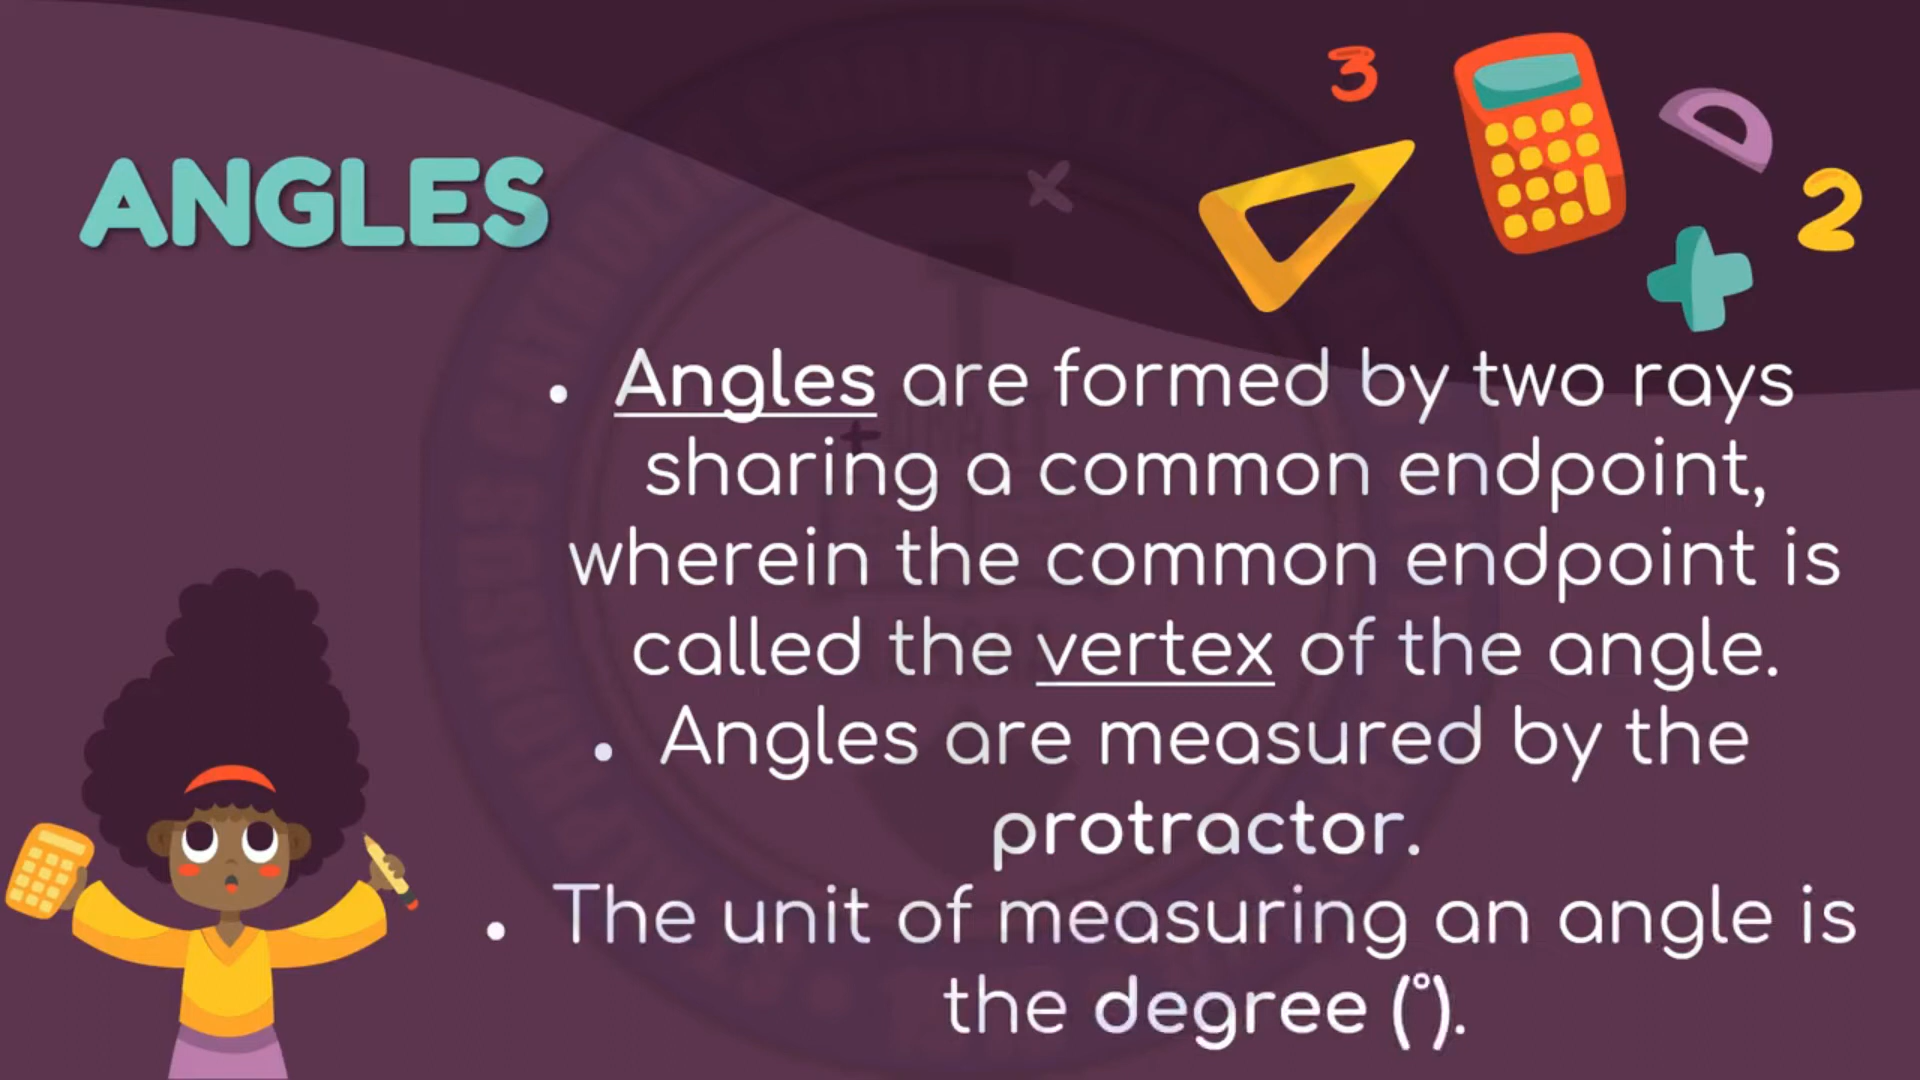 3
2
ANGLES
• Angles are formed by two rays
sharing a common endpoint,
wherein the common endpoint is
called the vertex of the angle.
• Angles are measured by the
protractor.
• The unit of measuring an angle is
the degree (°).